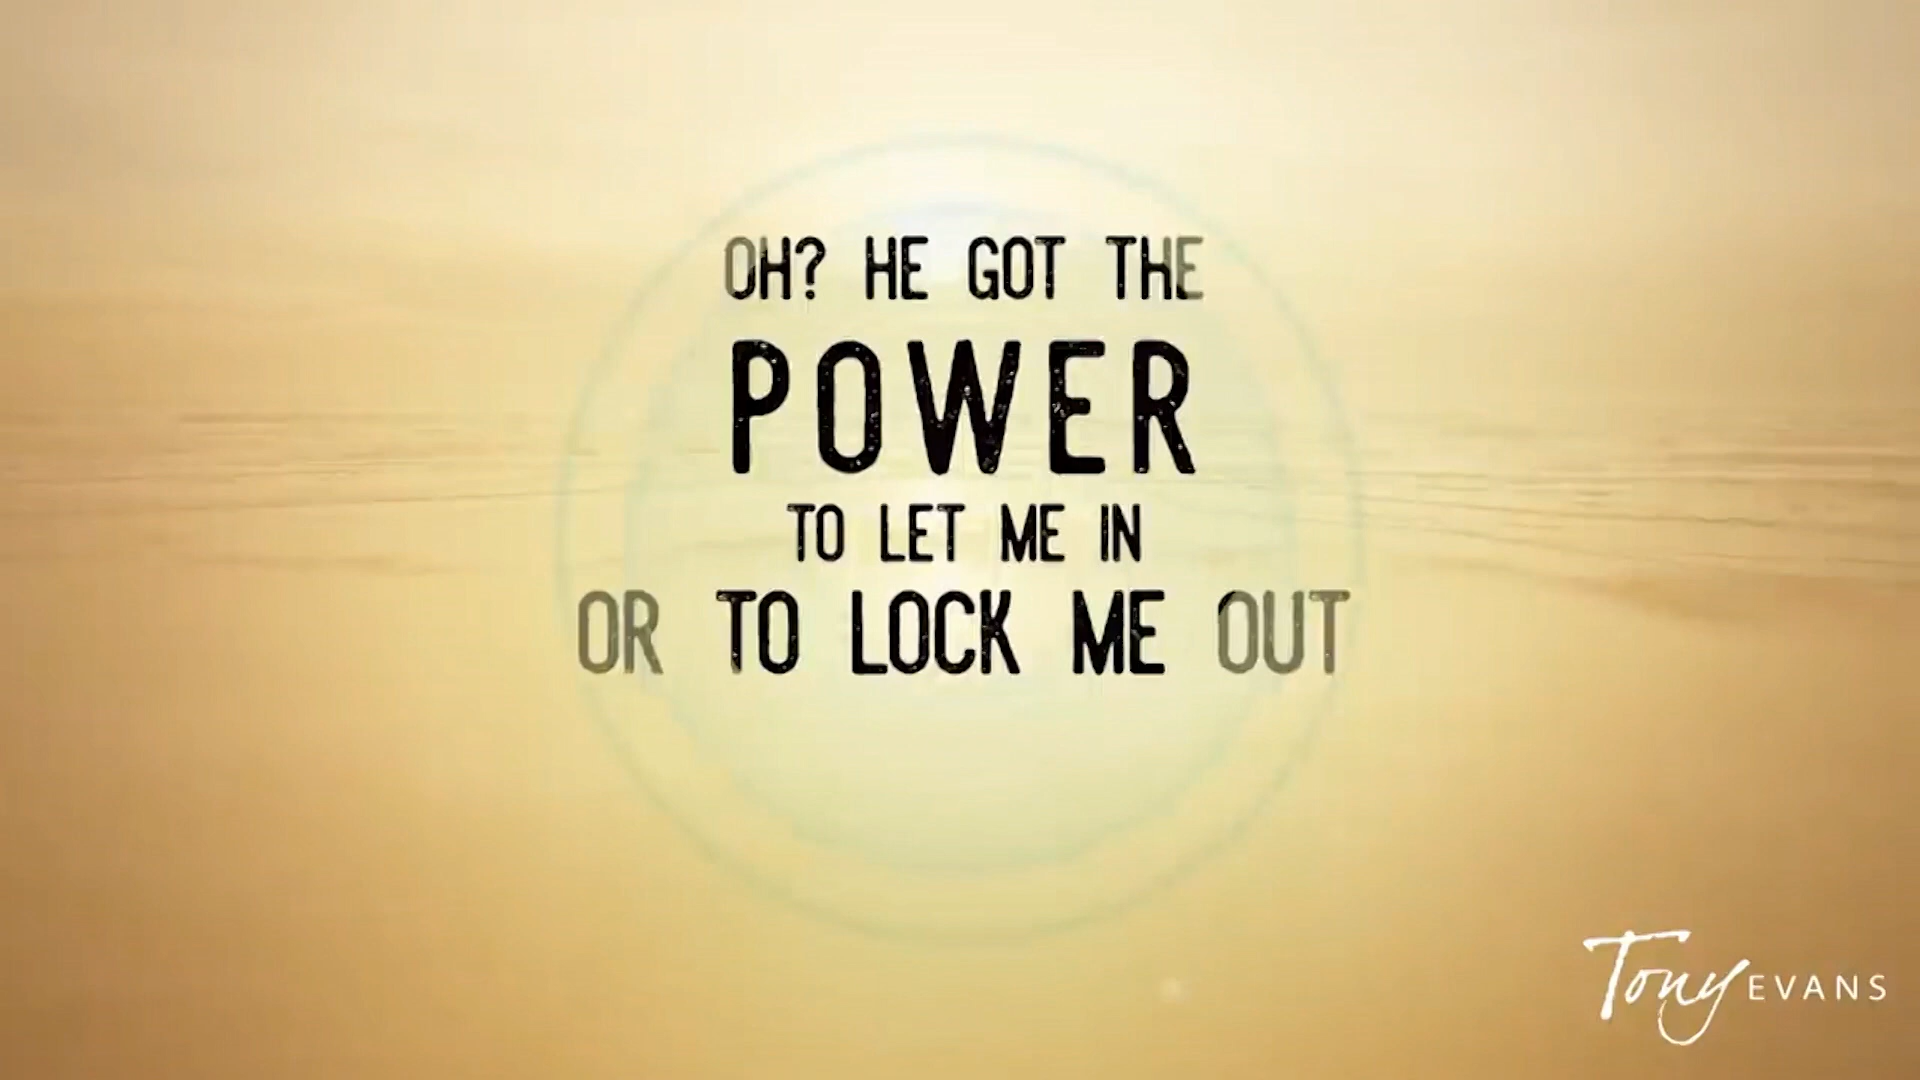 OH? HE GOT THE
POWER
TO LET ME IN
OR TO LOCK ME OUT
Tony EVANS